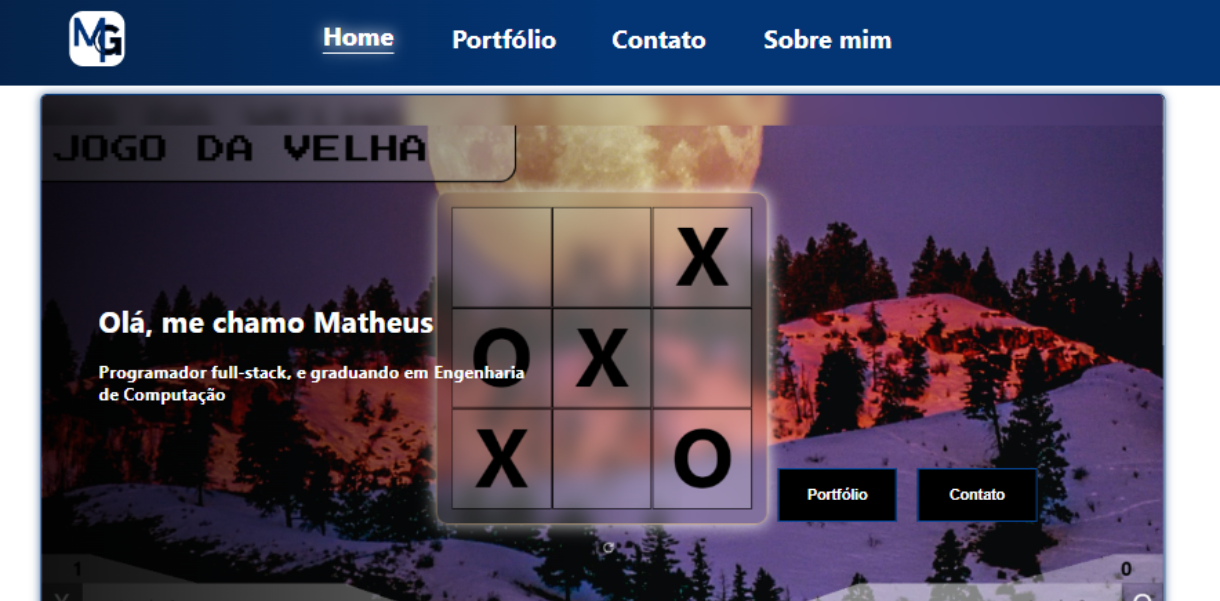 MG
Home Portfólio Contato Sobre mim
JOGO DA VELHA
X
Olá, me chamo Matheus
O X
Programador full-stack, e graduando em Engenharia
de Computação
X O
Portfólio Contato
1 0
X O